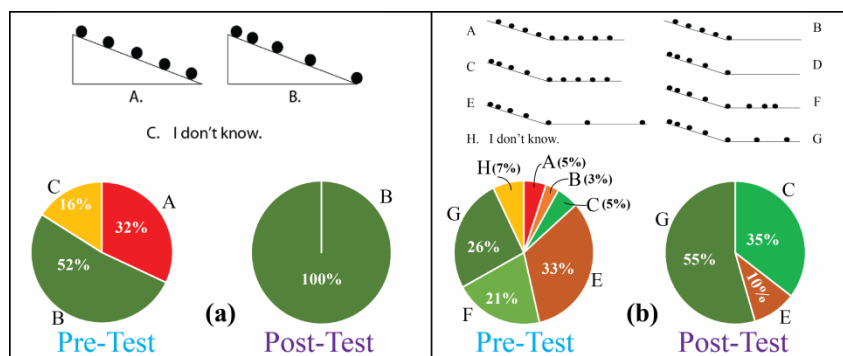 A.
B.
C. I don't know.
C
16%
A
32%
52%
B
B
100%
(a)
Pre-Test
Post-Test
A
B
C
D
E
F
H. I don't know.
G
H(7%)
A(5%)
B(3%)
C(5%)
G
26%
33%
E
21%
F
C
G
35%
55%
10%
E
(b)
Pre-Test
Post-Test